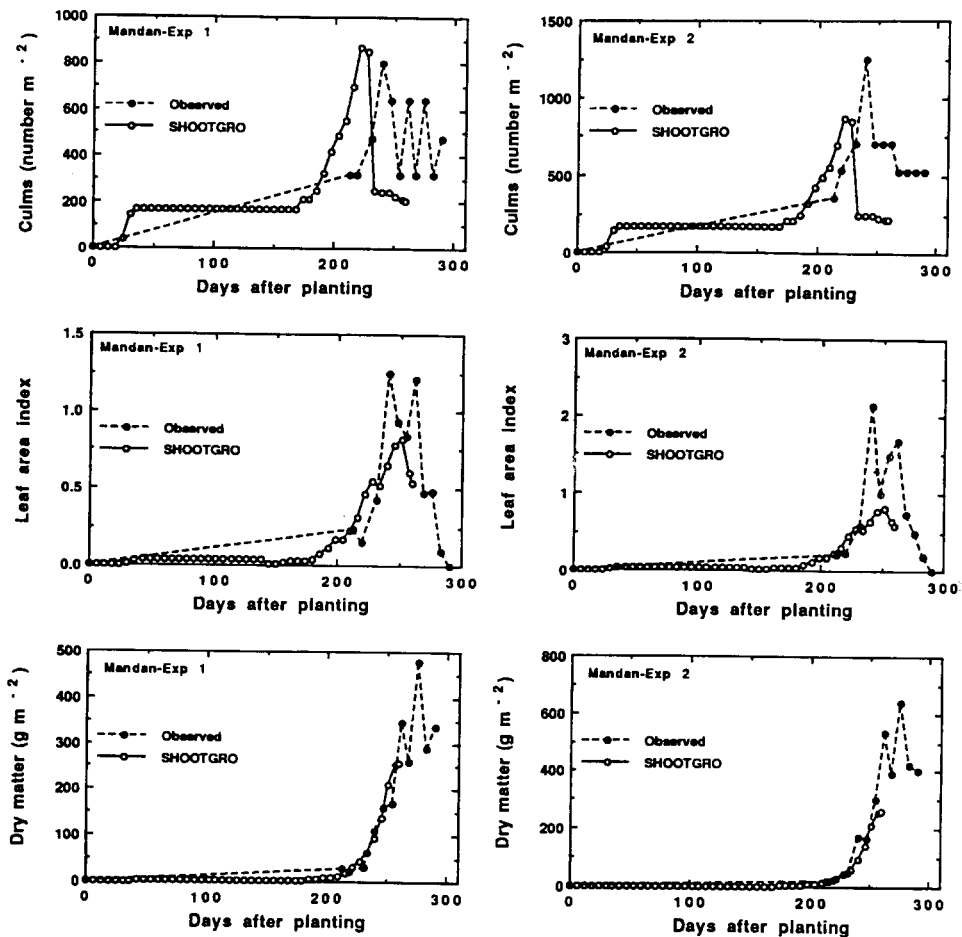 Mandan-Exp 1
Culms (number m -2)
1000
800
600
400
200
0
Observed
SHOOTGRO
0 100 200 300
Days after planting
Mandan-Exp 2
Culms (number m -2)
1500
1000
500
0
Observed
SHOOTGRO
0 100 200 300
Days after planting
Mandan-Exp 1
Leaf area index
1.5
1.0
0.5
0.0
Observed
SHOOTGRO
0 100 200 300
Days after planting
Mandan-Exp 2
Leaf area index
3
2
1
0
Observed
SHOOTGRO
0 100 200 300
Days after planting
Mandan-Exp 1
Dry matter (g m -2)
500
400
300
200
100
0
Observed
SHOOTGRO
0 100 200 300
Days after planting
Mandan-Exp 2
Dry matter (g m -2)
800
600
400
200
0
Observed
SHOOTGRO
0 100 200 300
Days after planting